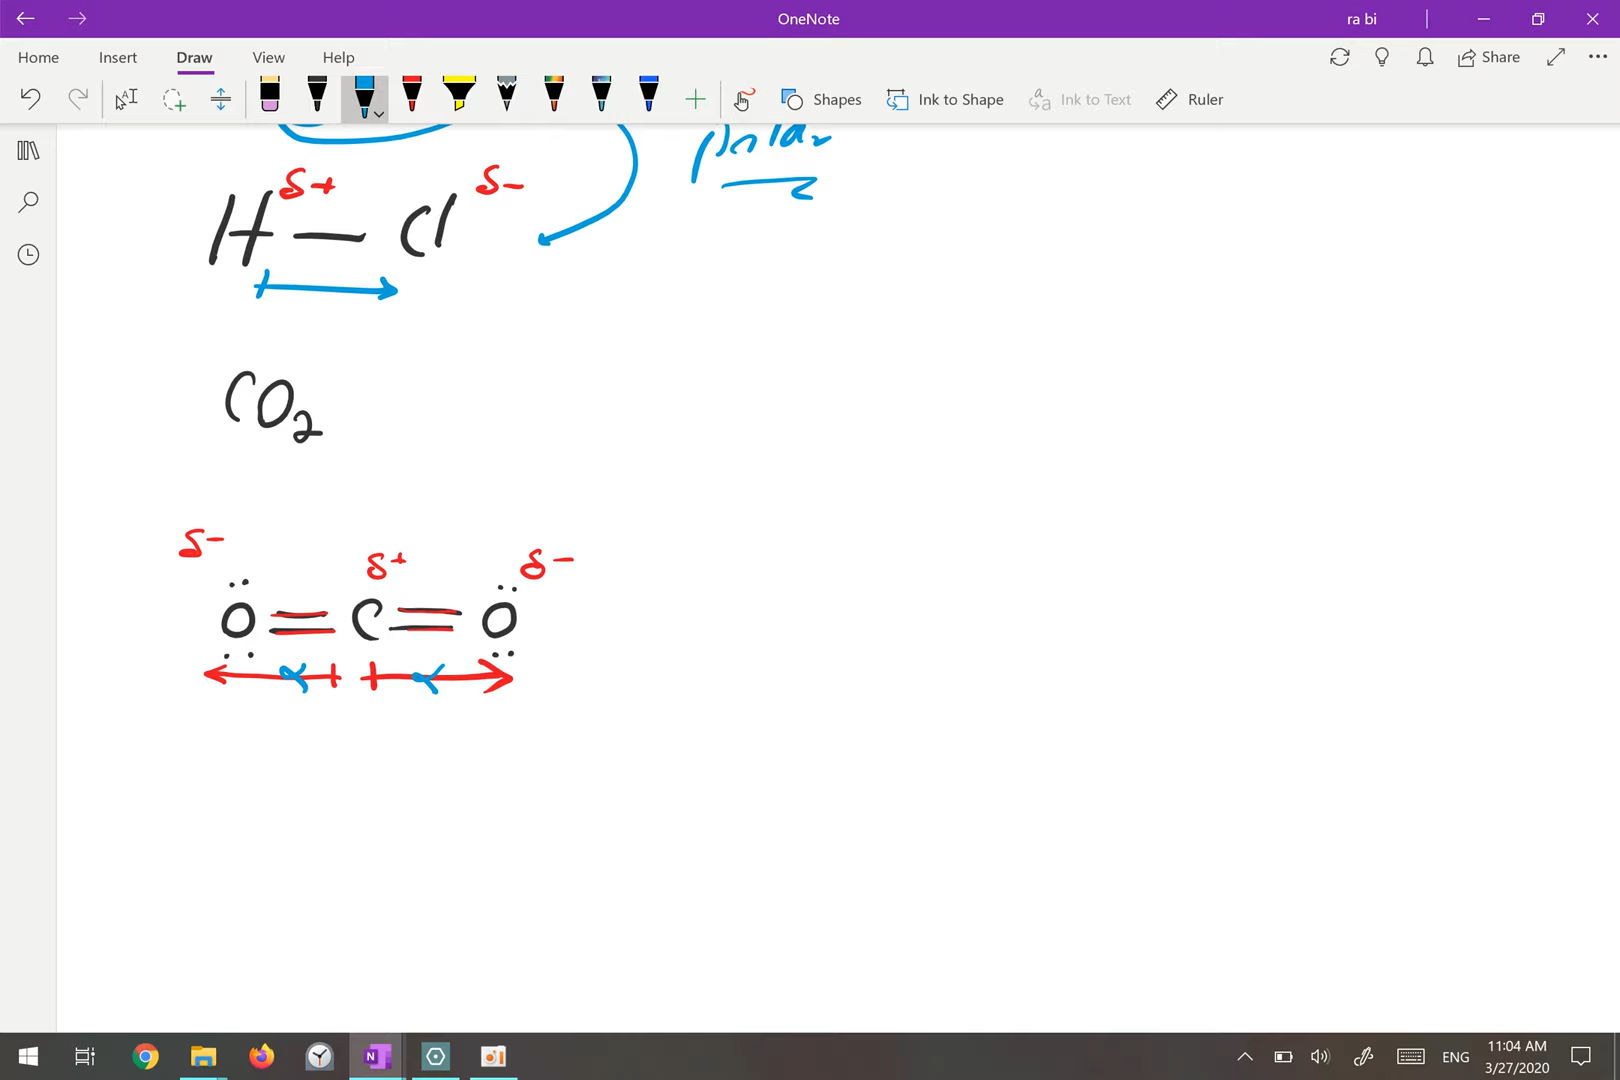 OneNote
ra bi
Home Insert Draw View Help
Share
Shapes
Ink to Shape
Ink to Text
Ruler
polar
δ+ δ-
H — Cl
CO₂
δ- δ+ δ-
O = C = O
ENG
11:04 AM
3/27/2020